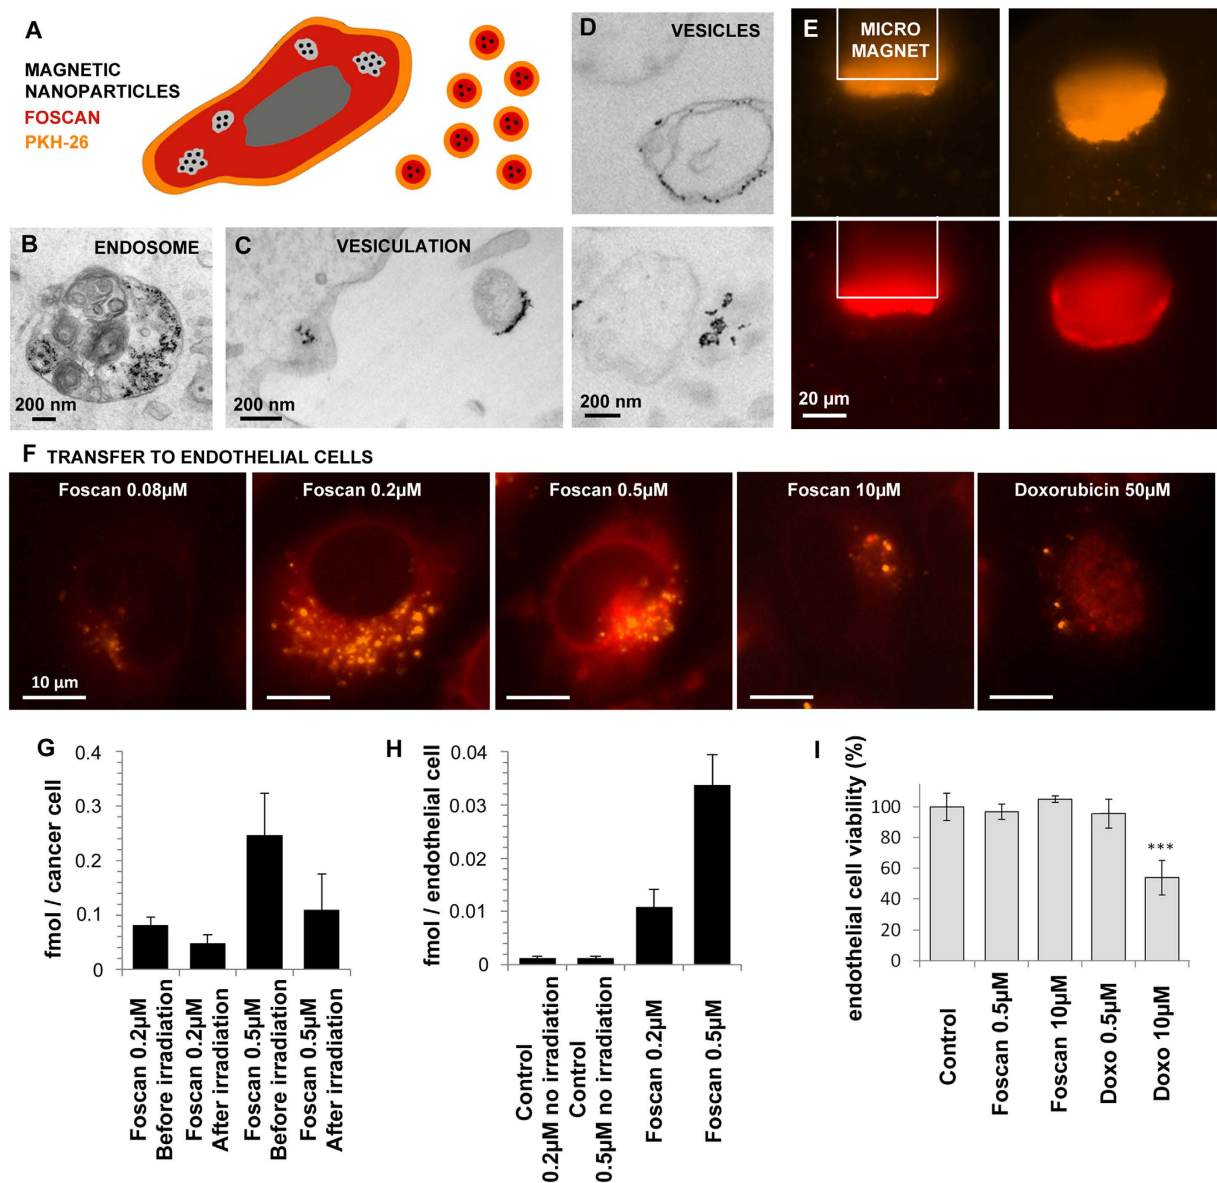 A
MAGNETIC
NANOPARTICLES
FOSCAN
PKH-26
B
ENDOSOME
200 nm
C
VESICULATION
200 nm
D
VESICLES
200 nm
E
MICRO
MAGNET
20 µm
F TRANSFER TO ENDOTHELIAL CELLS
Foscan 0.08µM
Foscan 0.2µM
Foscan 0.5µM
Foscan 10µM
Doxorubicin 50µM
10 µm
G
fmol / cancer cell
0.4
0.3
0.2
0.1
0
Foscan 0.2µM
Before irradiation
Foscan 0.2µM
After irradiation
Foscan 0.5µM
Before irradiation
Foscan 0.5µM
After irradiation
H
fmol / endothelial cell
0.04
0.03
0.02
0.01
0
Control
0.2µM no irradiation
Control
0.5µM no irradiation
Foscan 0.2µM
Foscan 0.5µM
I
endothelial cell viability (%)
100
80
60
40
20
0
***
Control
Foscan 0.5µM
Foscan 10µM
Doxo 0.5µM
Doxo 10µM